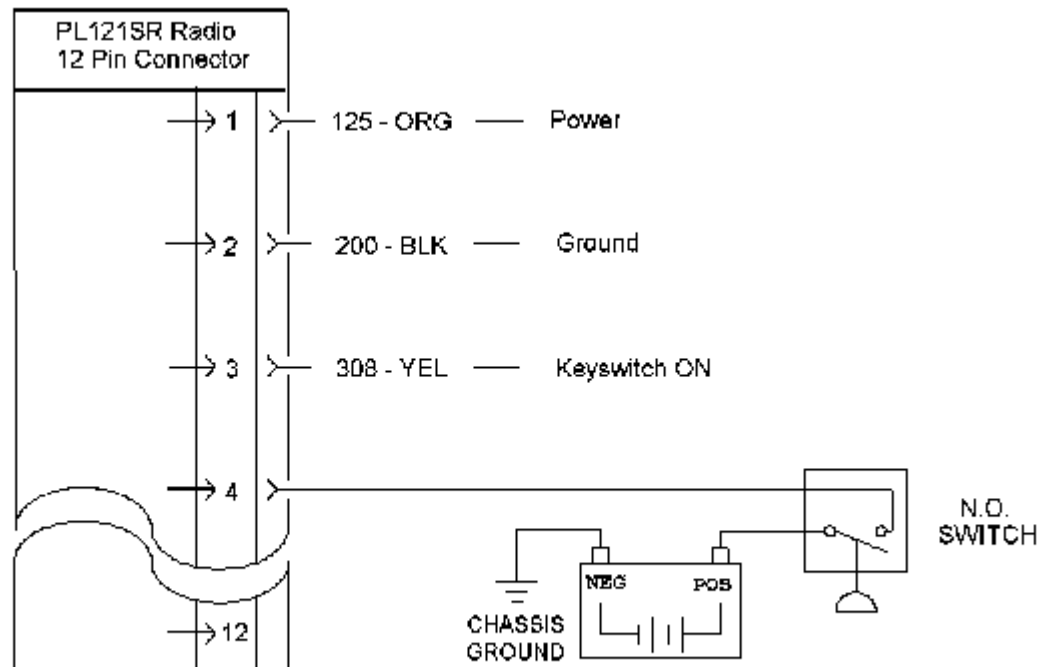 PL121SR Radio
12 Pin Connector
1 125 - ORG Power
2 200 - BLK Ground
3 308 - YEL Keyswitch ON
4
N.O.
SWITCH
NEG POS
CHASSIS
GROUND
12